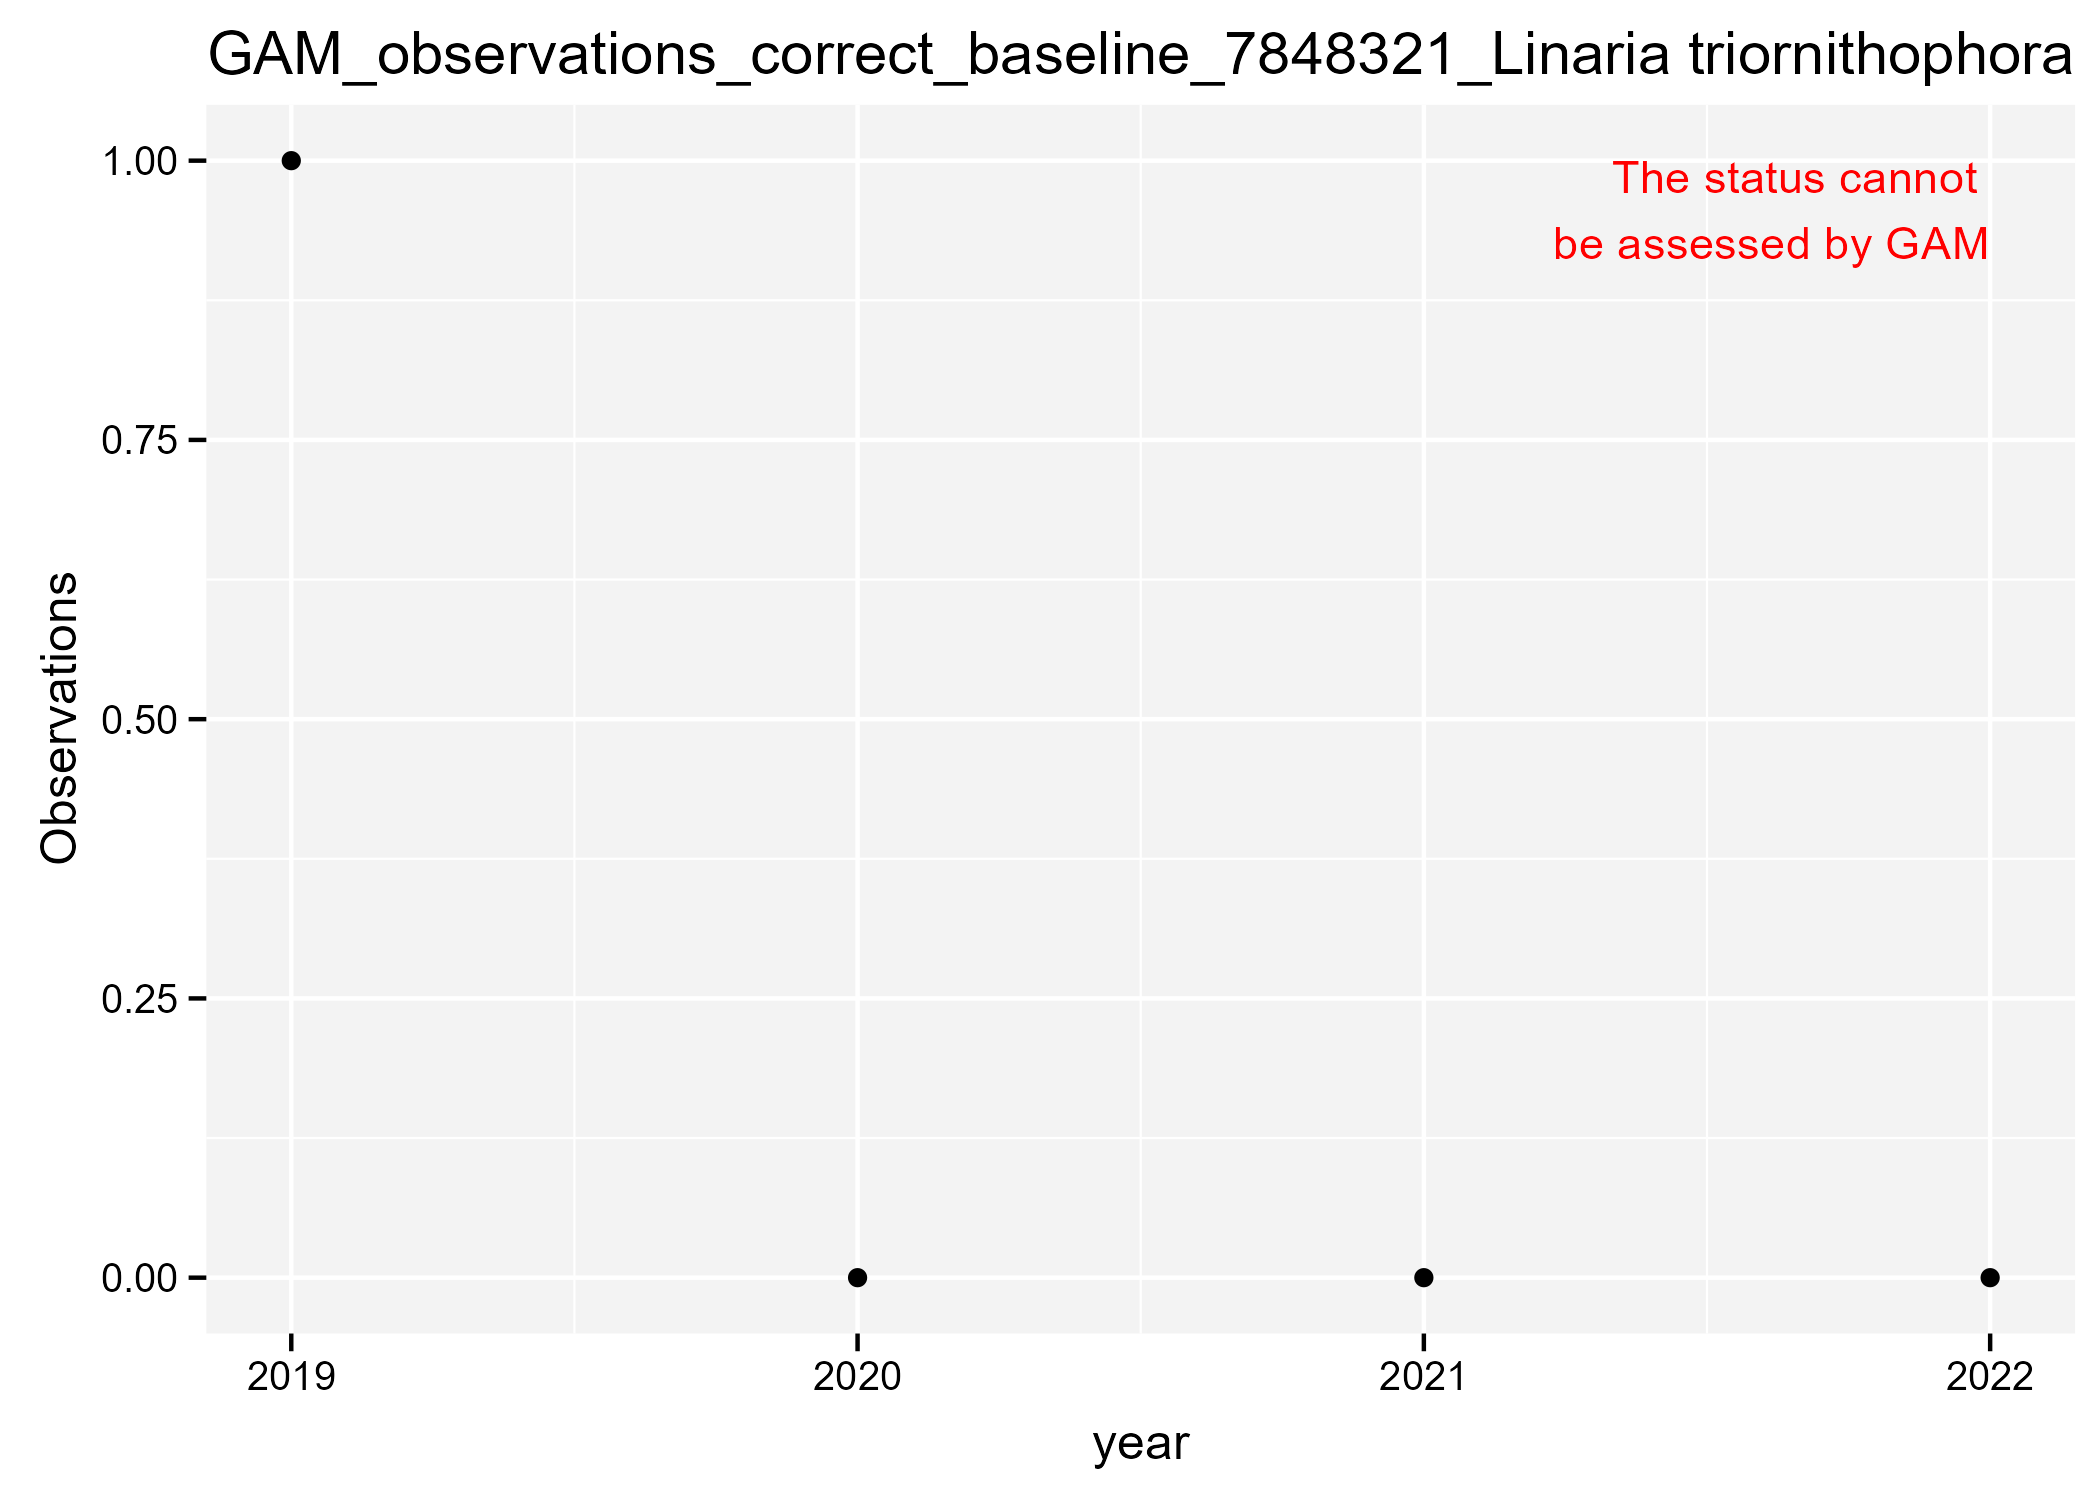 GAM_observations_correct_baseline_7848321_Linaria triornithophora
The status cannot
be assessed by GAM
1.00
0.75
0.50
0.25
0.00
Observations
2019 2020 2021 2022
year